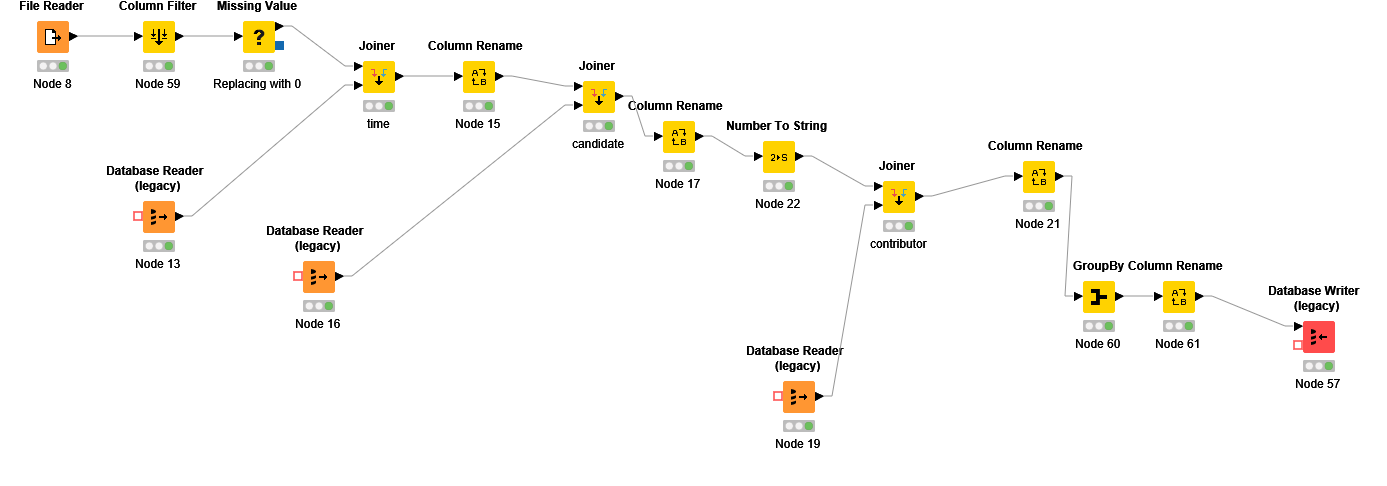 File Reader
Node 8
Column Filter
Node 59
Missing Value
?
Replacing with 0
Joiner
time
Column Rename
A
B
Node 15
Joiner
candidate
Column Rename
A
B
Node 17
Number To String
2 S
Node 22
Database Reader
(legacy)
Node 13
Database Reader
(legacy)
Node 16
Joiner
contributor
Column Rename
A
B
Node 21
Database Reader
(legacy)
Node 19
GroupBy
Node 60
Column Rename
A
B
Node 61
Database Writer
(legacy)
Node 57